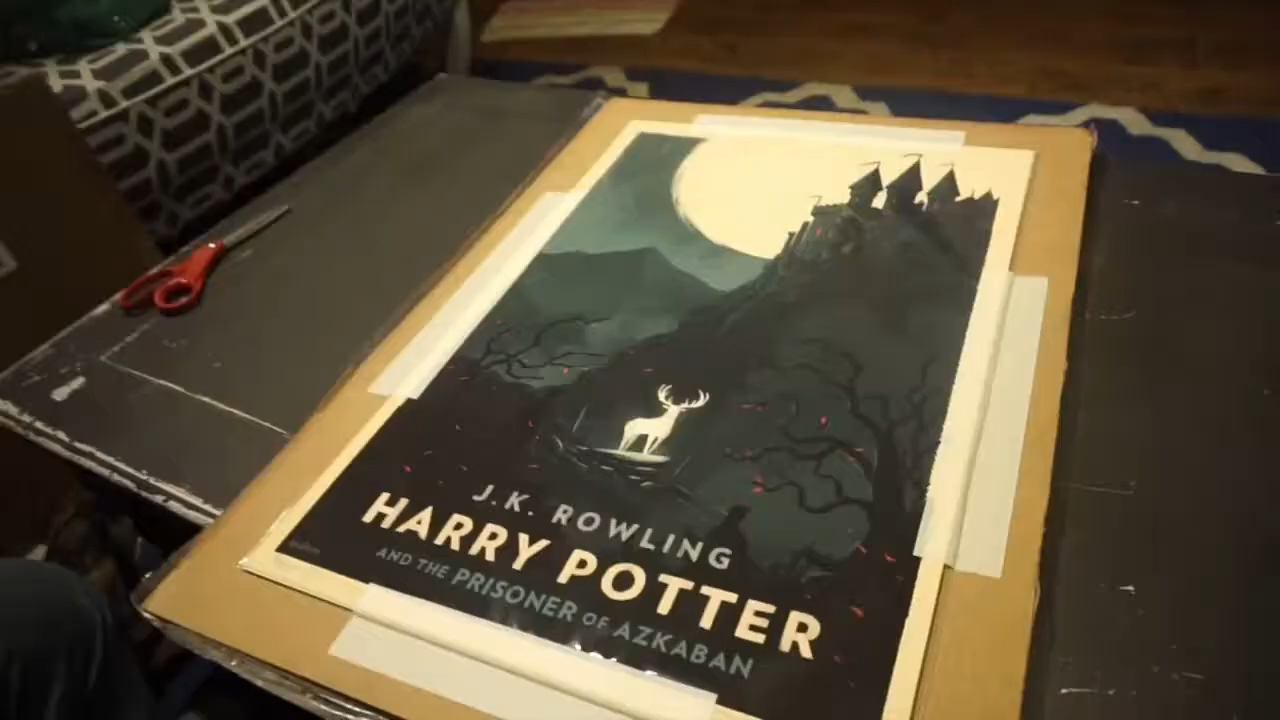 J.K. ROWLING
HARRY POTTER
AND THE PRISONER OF AZKABAN